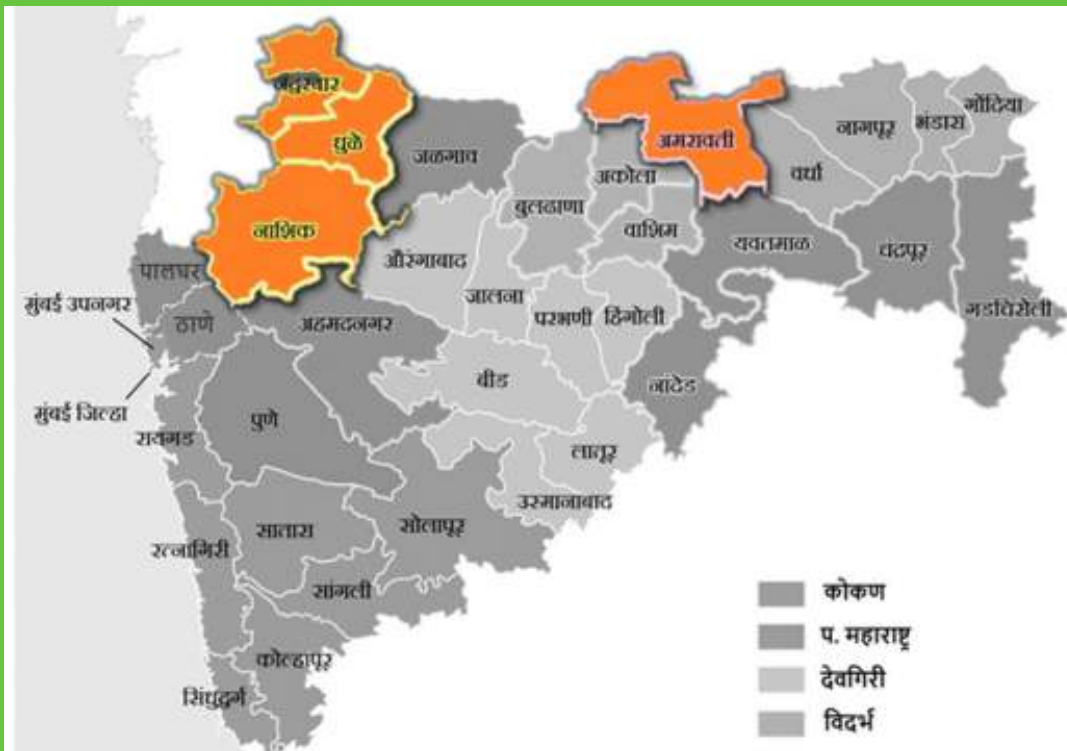 नंदुरबार
धुळे
जळगाव
नाशिक
अमरावती
नागपूर
भंडारा
गोंदिया
वर्धा
अकोला
बुलढाणा
वाशिम
यवतमाळ
चंद्रपूर
गडचिरोली
औरंगाबाद
जालना
परभणी
हिंगोली
पालघर
मुंबई उपनगर
ठाणे
अहमदनगर
बीड
नांदेड
मुंबई जिल्हा
रायगड
पुणे
लातूर
उस्मानाबाद
सातारा
सोलापूर
रत्नागिरी
सांगली
कोल्हापूर
सिंधुदुर्ग
कोकण
प. महाराष्ट्र
देवगिरी
विदर्भ